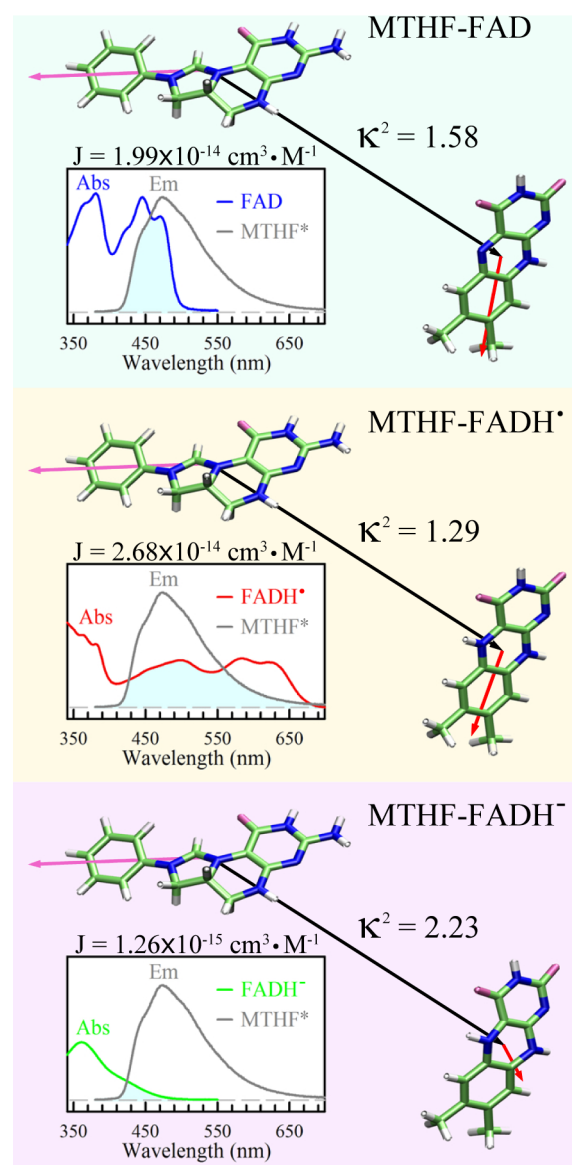 MTHF-FAD
κ² = 1.58
J = 1.99x10⁻¹⁴ cm³•M⁻¹
Abs
Em
FAD
MTHF*
350 450 550 650
Wavelength (nm)
MTHF-FADH•
κ² = 1.29
J = 2.68x10⁻¹⁴ cm³•M⁻¹
Em
FADH•
Abs
MTHF*
350 450 550 650
Wavelength (nm)
MTHF-FADH⁻
κ² = 2.23
J = 1.26x10⁻¹⁵ cm³•M⁻¹
Em
FADH⁻
MTHF*
Abs
350 450 550 650
Wavelength (nm)